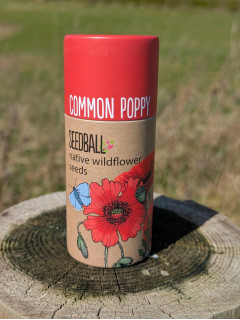 COMMON POPPY
SEEDBALL
native wildflower
seeds